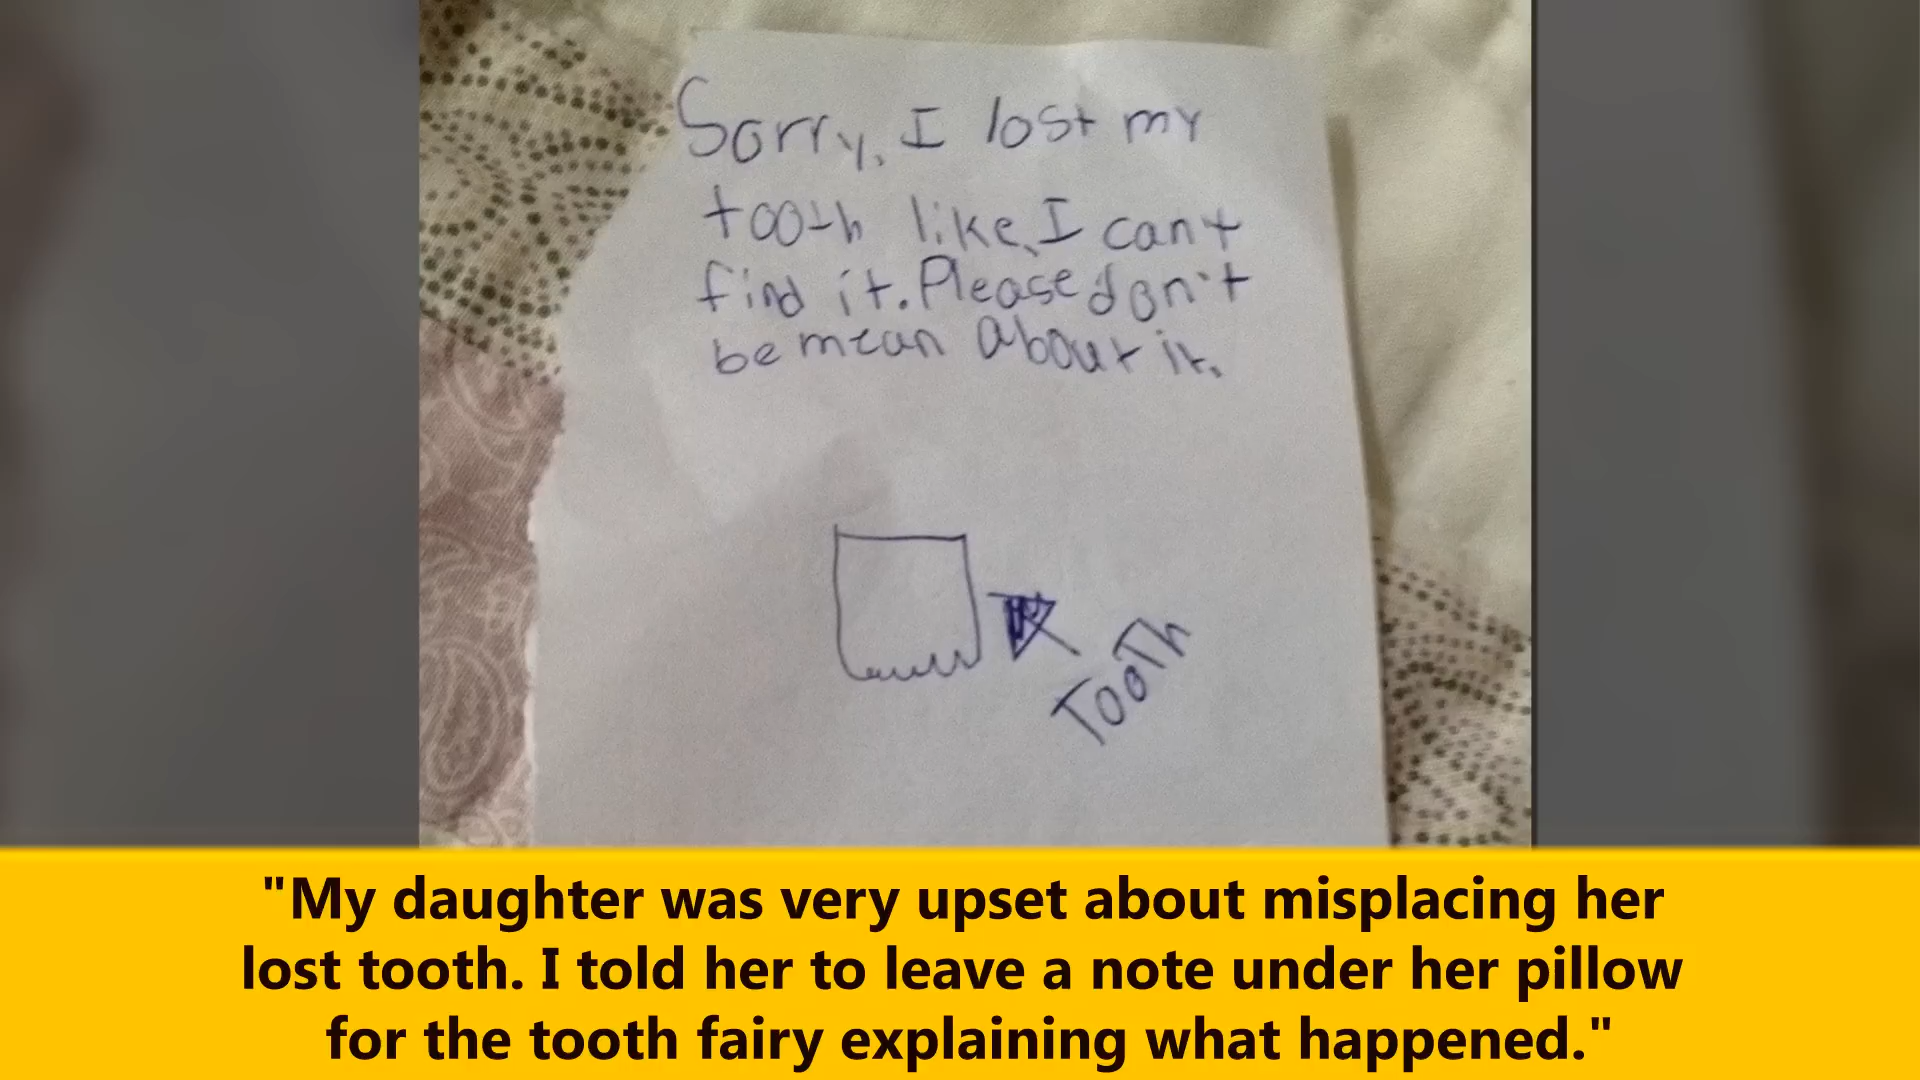 Sorry, I lost my
tooth like, I can't
find it. Please don't
be mean about it.
Tooth
"My daughter was very upset about misplacing her
lost tooth. I told her to leave a note under her pillow
for the tooth fairy explaining what happened."